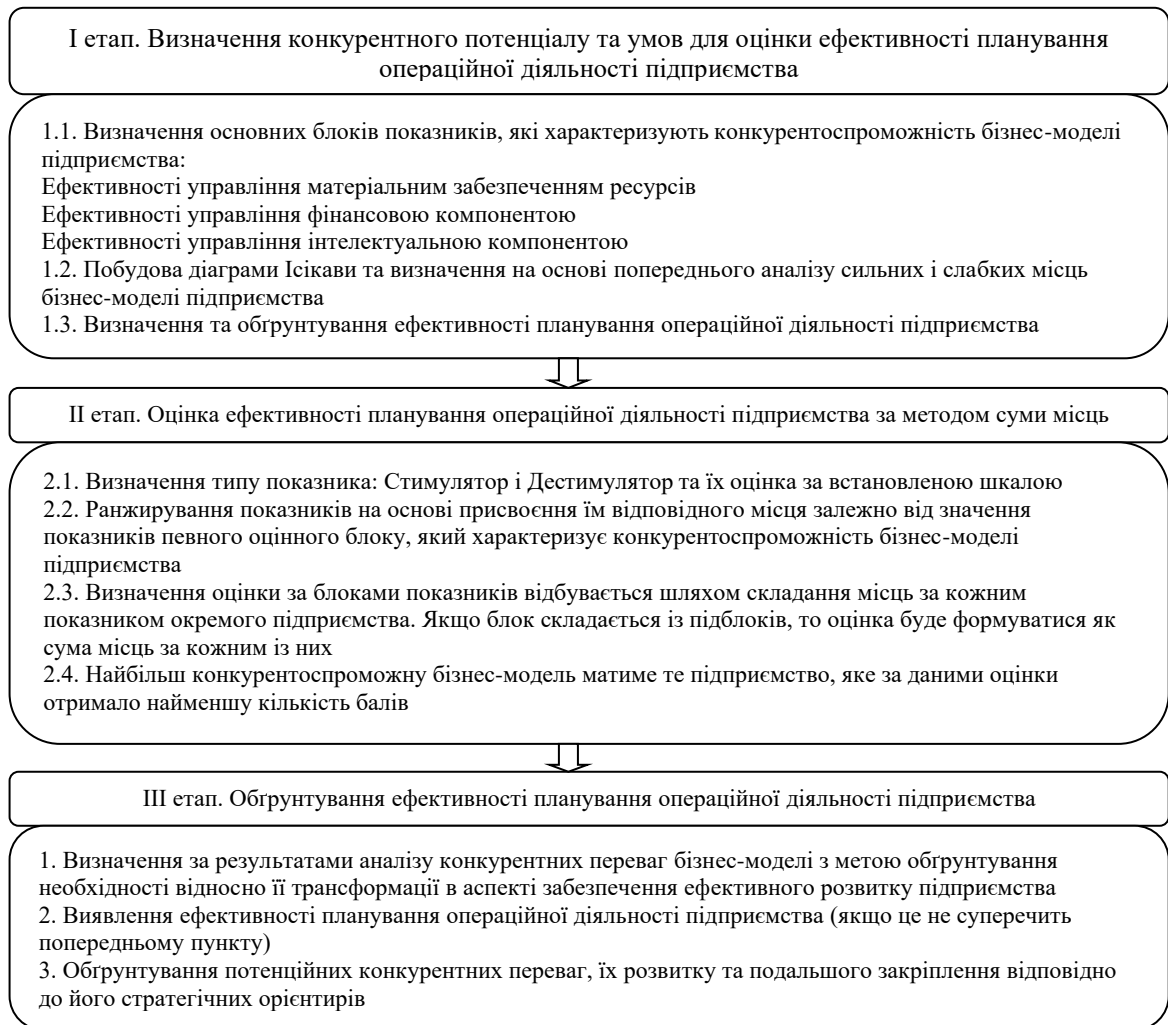 І етап. Визначення конкурентного потенціалу та умов для оцінки ефективності планування
операційної діяльності підприємства
1.1. Визначення основних блоків показників, які характеризують конкурентоспроможність бізнес-моделі
підприємства:
Ефективності управління матеріальним забезпеченням ресурсів
Ефективності управління фінансовою компонентою
Ефективності управління інтелектуальною компонентою
1.2. Побудова діаграми Ісікави та визначення на основі попереднього аналізу сильних і слабких місць
бізнес-моделі підприємства
1.3. Визначення та обґрунтування ефективності планування операційної діяльності підприємства
ІІ етап. Оцінка ефективності планування операційної діяльності підприємства за методом суми місць
2.1. Визначення типу показника: Стимулятор і Дестимулятор та їх оцінка за встановленою шкалою
2.2. Ранжирування показників на основі присвоєння їм відповідного місця залежно від значення
показників певного оцінного блоку, який характеризує конкурентоспроможність бізнес-моделі
підприємства
2.3. Визначення оцінки за блоками показників відбувається шляхом складання місць за кожним
показником окремого підприємства. Якщо блок складається із підблоків, то оцінка буде формуватися як
сума місць за кожним із них
2.4. Найбільш конкурентоспроможну бізнес-модель матиме те підприємство, яке за даними оцінки
отримало найменшу кількість балів
ІІІ етап. Обґрунтування ефективності планування операційної діяльності підприємства
1. Визначення за результатами аналізу конкурентних переваг бізнес-моделі з метою обґрунтування
необхідності відносно її трансформації в аспекті забезпечення ефективного розвитку підприємства
2. Виявлення ефективності планування операційної діяльності підприємства (якщо це не суперечить
попередньому пункту)
3. Обґрунтування потенційних конкурентних переваг, їх розвитку та подальшого закріплення відповідно
до його стратегічних орієнтирів